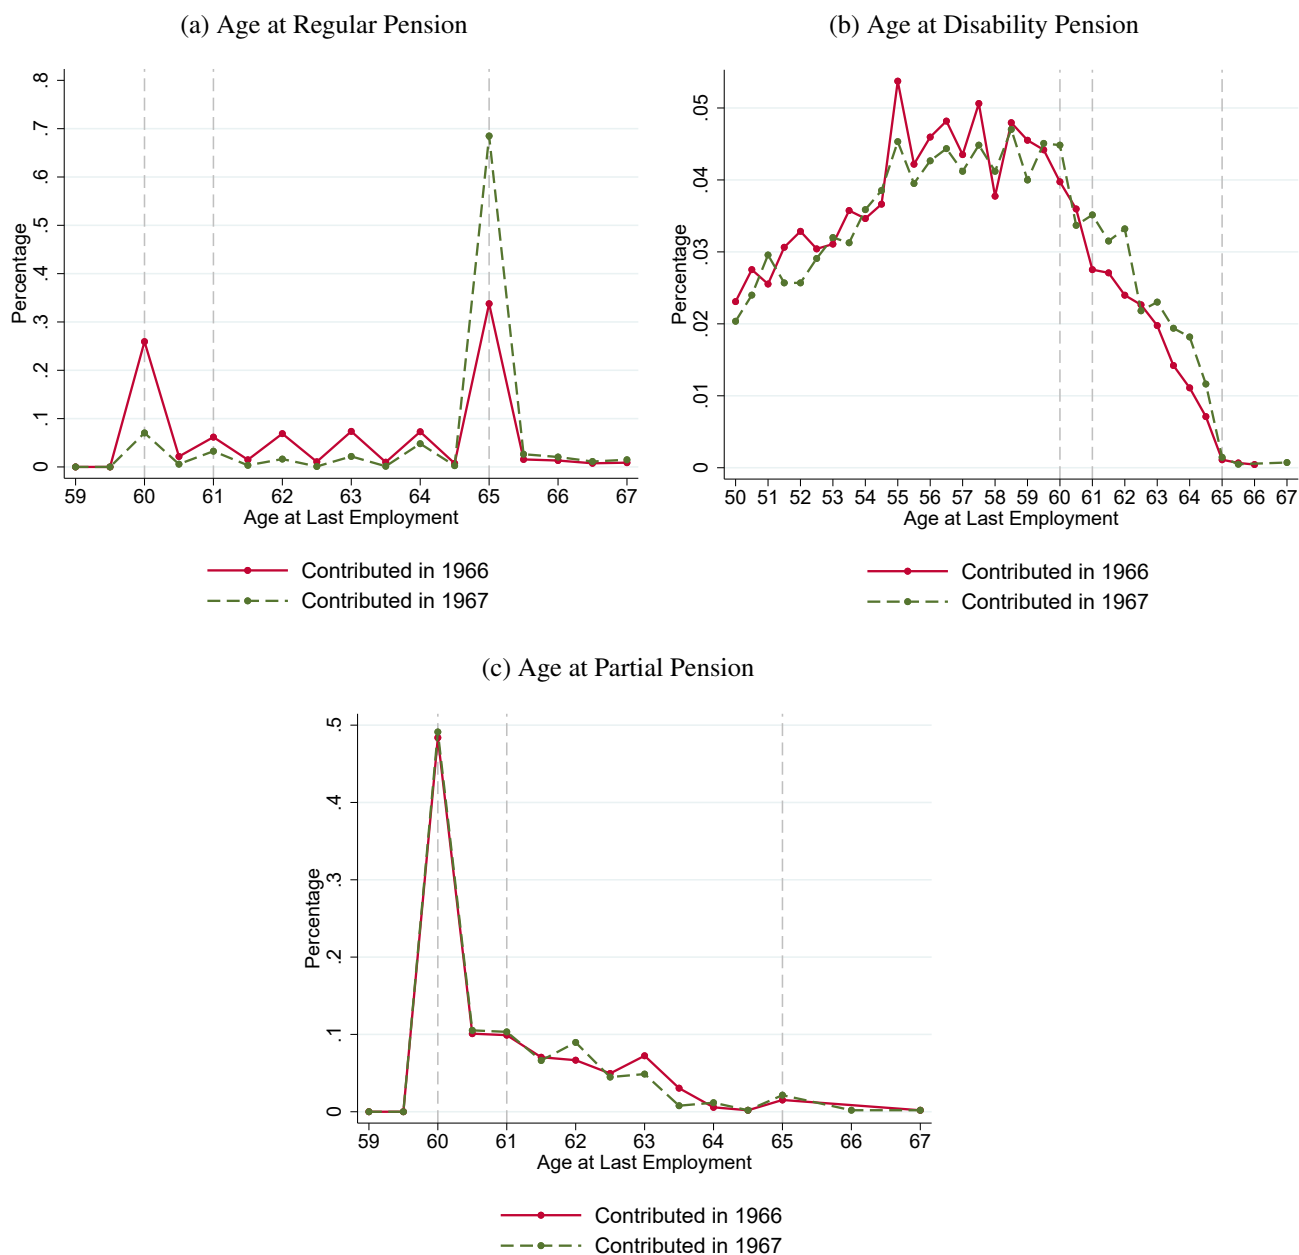 (a) Age at Regular Pension
Percentage
.8
.7
.6
.5
.4
.3
.2
.1
0
59 60 61 62 63 64 65 66 67
Age at Last Employment
Contributed in 1966
Contributed in 1967
(b) Age at Disability Pension
Percentage
.05
.04
.03
.02
.01
0
50 51 52 53 54 55 56 57 58 59 60 61 62 63 64 65 66 67
Age at Last Employment
Contributed in 1966
Contributed in 1967
(c) Age at Partial Pension
Percentage
.5
.4
.3
.2
.1
0
59 60 61 62 63 64 65 66 67
Age at Last Employment
Contributed in 1966
Contributed in 1967